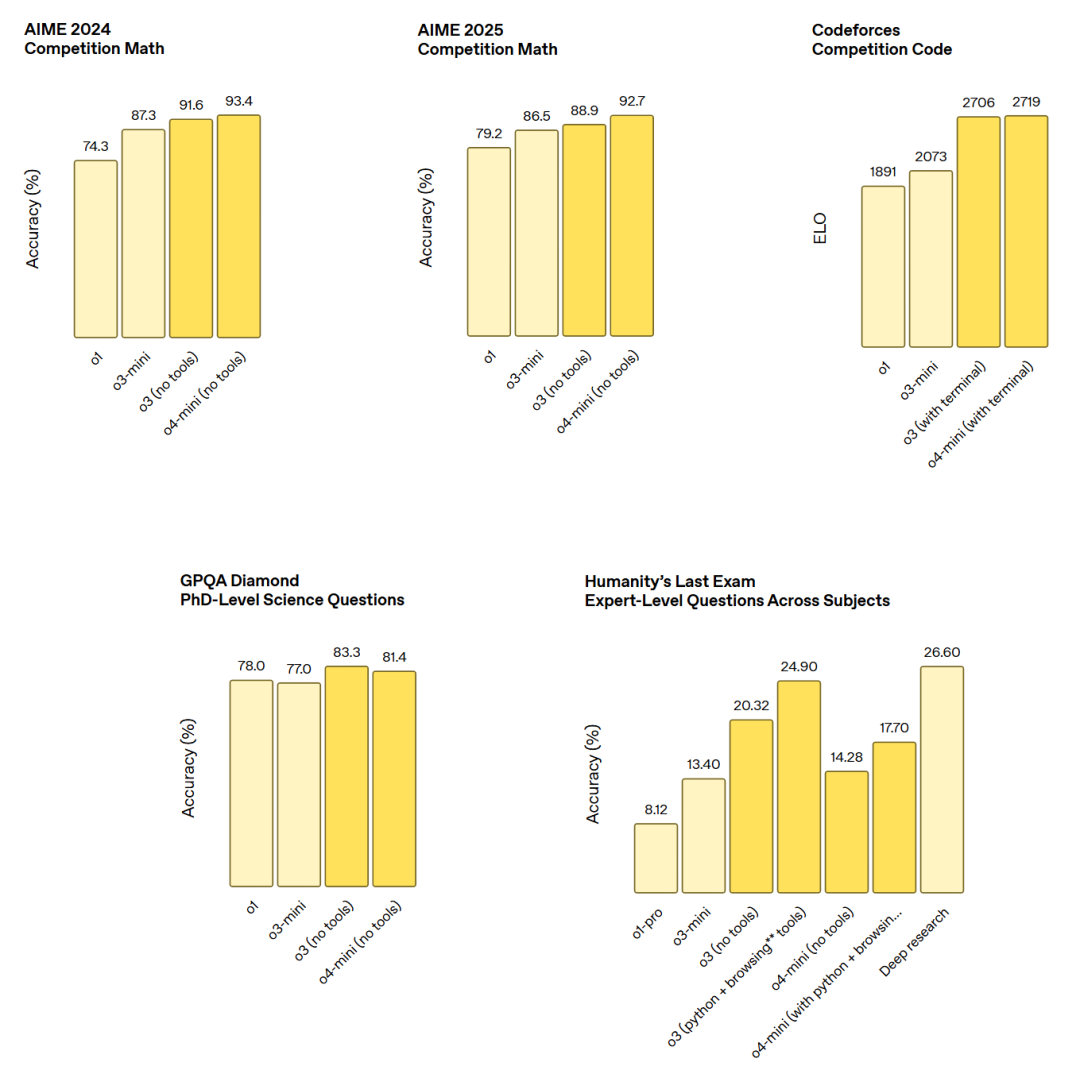 AIME 2024
Competition Math
Accuracy (%)
74.3
87.3
91.6
93.4
o1
o3-mini
o3 (no tools)
o4-mini (no tools)
AIME 2025
Competition Math
Accuracy (%)
79.2
86.5
88.9
92.7
o1
o3-mini
o3 (no tools)
o4-mini (no tools)
Codeforces
Competition Code
ELO
1891
2073
2706
2719
o1
o3-mini
o3 (with terminal)
o4-mini (with terminal)
GPQA Diamond
PhD-Level Science Questions
Accuracy (%)
78.0
77.0
83.3
81.4
o1
o3-mini
o3 (no tools)
o4-mini (no tools)
Humanity’s Last Exam
Expert-Level Questions Across Subjects
Accuracy (%)
8.12
13.40
20.32
24.90
14.28
17.70
26.60
o1-pro
o3-mini
o3 (no tools)
o3 (python + browsing** tools)
o4-mini (no tools)
o4-mini (with python + browsin...
Deep research